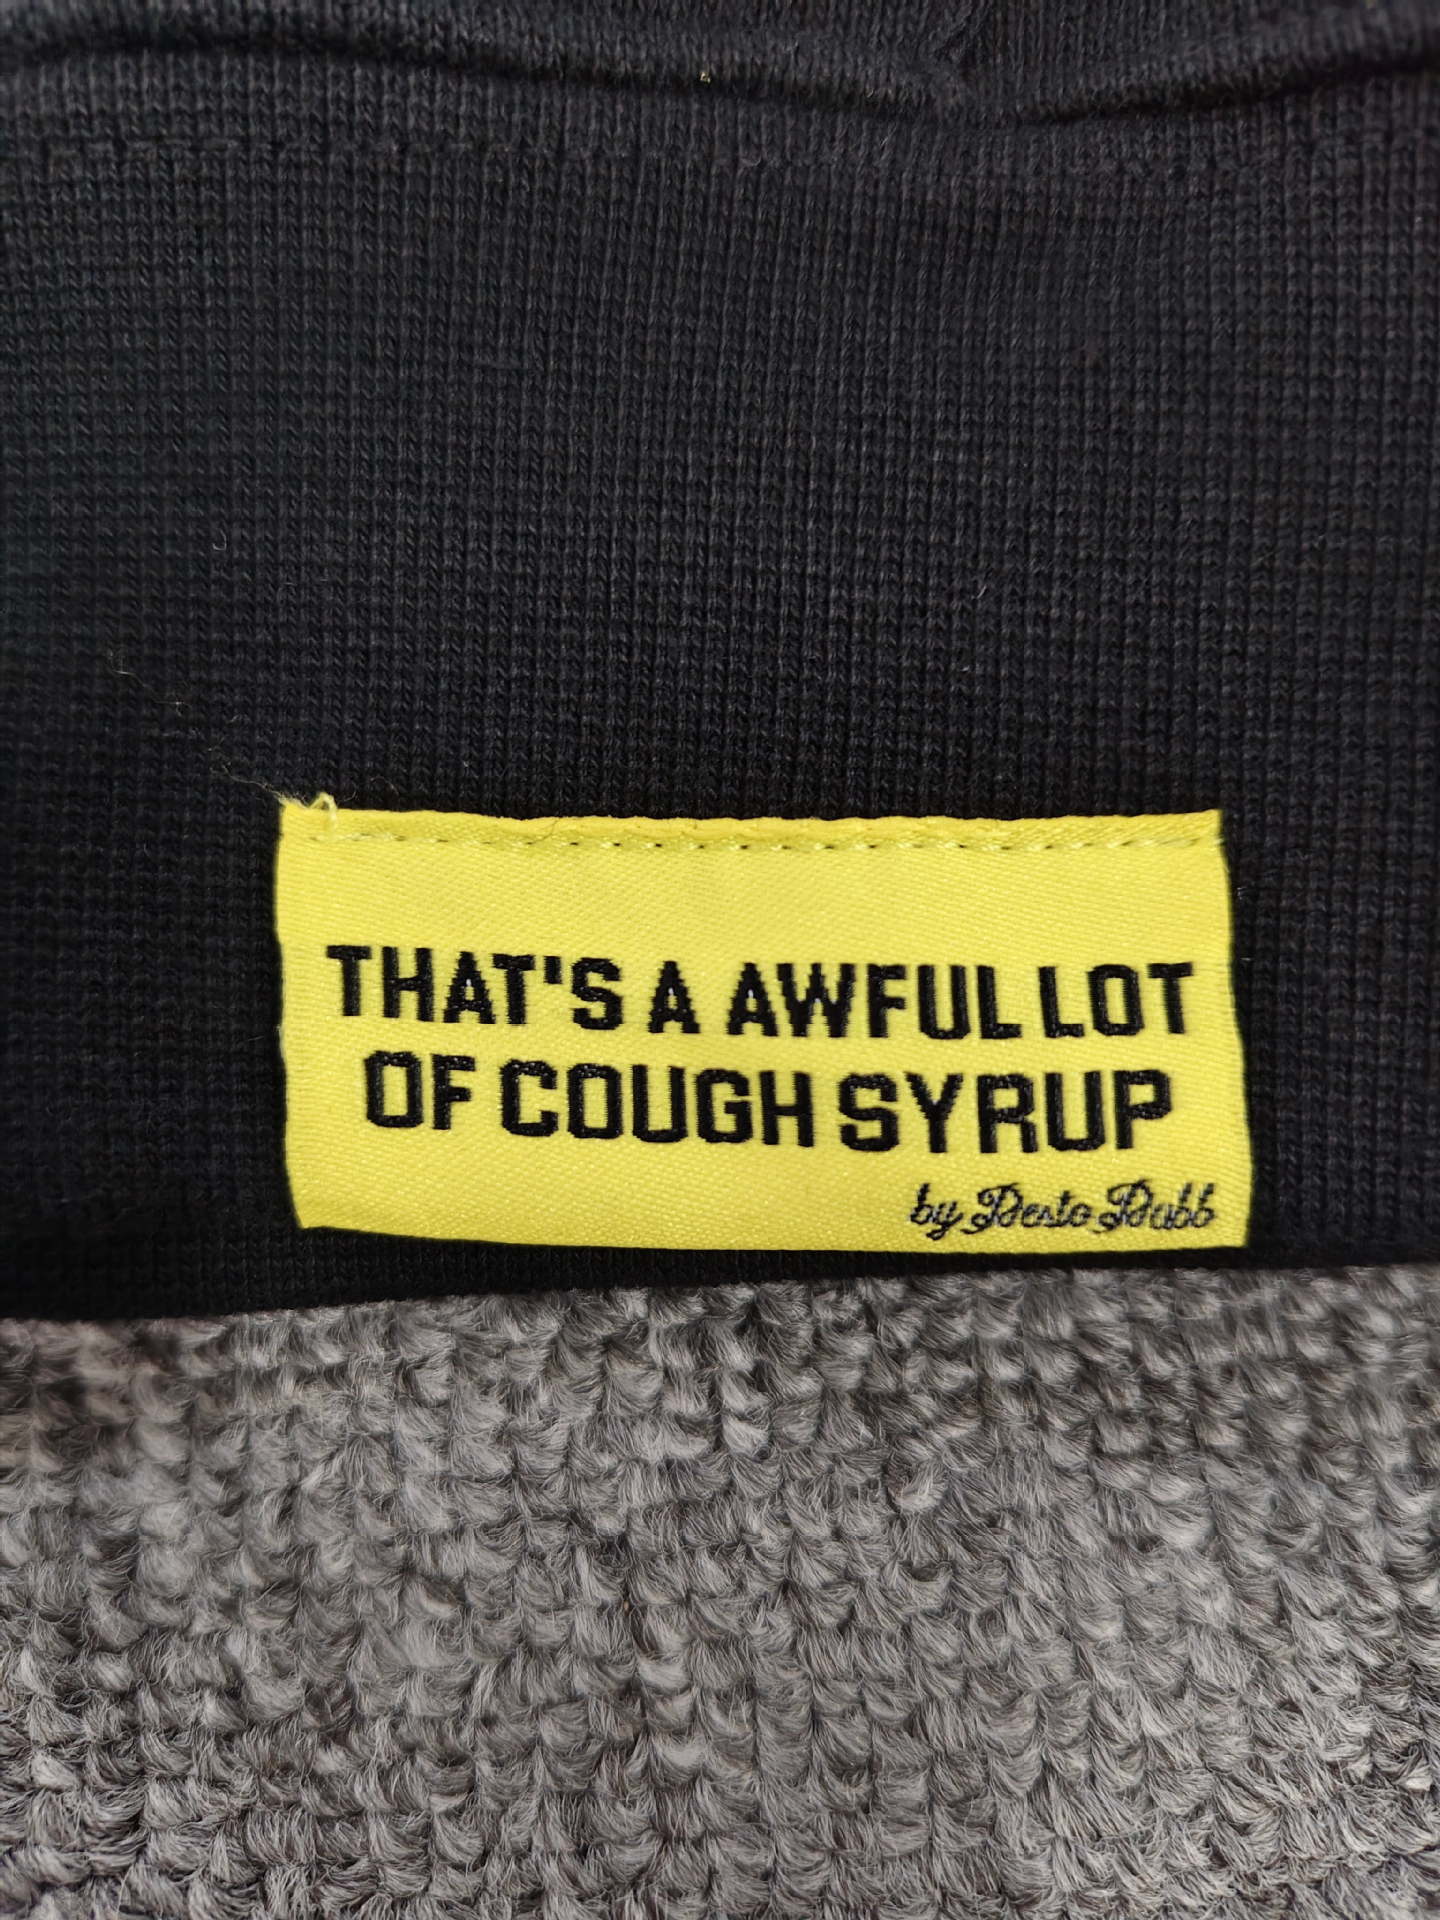 THAT'S A AWFUL LOT
OF COUGH SYRUP
by Desto Dubb